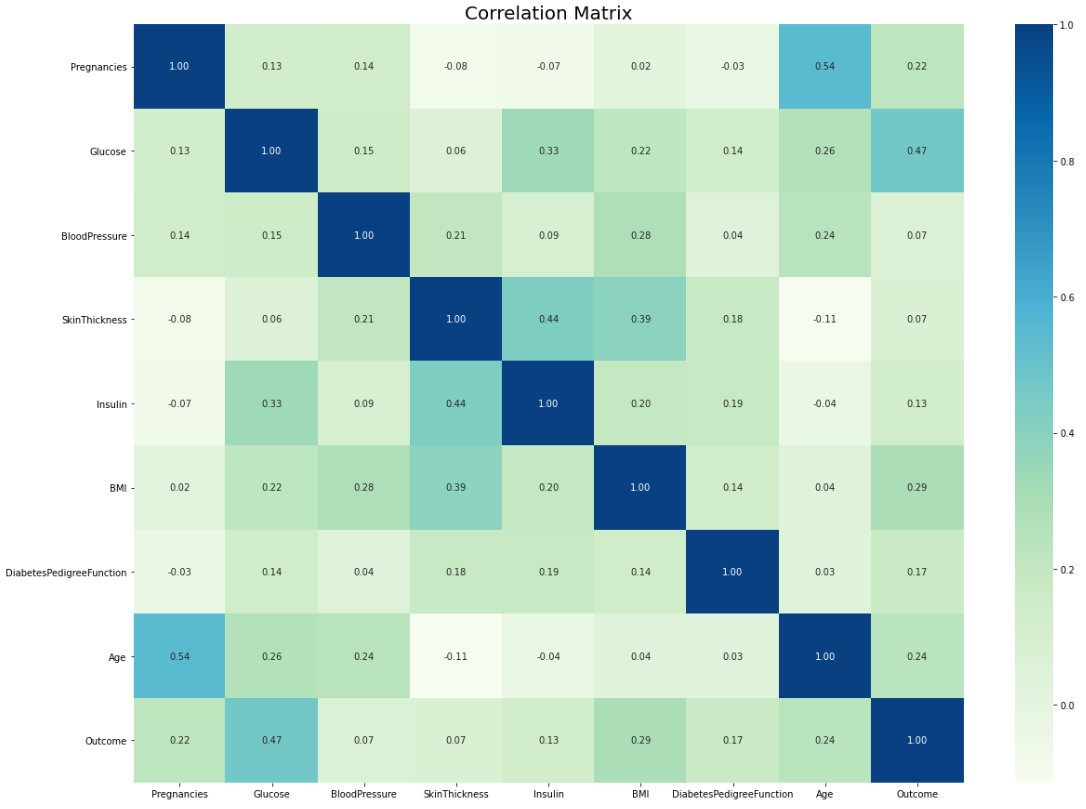 Correlation Matrix
Pregnancies 1.00 0.13 0.14 -0.08 -0.07 0.02 -0.03 0.54 0.22
Glucose 0.13 1.00 0.15 0.06 0.33 0.22 0.14 0.26 0.47
BloodPressure 0.14 0.15 1.00 0.21 0.09 0.28 0.04 0.24 0.07
SkinThickness -0.08 0.06 0.21 1.00 0.44 0.39 0.18 -0.11 0.07
Insulin -0.07 0.33 0.09 0.44 1.00 0.20 0.19 -0.04 0.13
BMI 0.02 0.22 0.28 0.39 0.20 1.00 0.14 0.04 0.29
DiabetesPedigreeFunction -0.03 0.14 0.04 0.18 0.19 0.14 1.00 0.03 0.17
Age 0.54 0.26 0.24 -0.11 -0.04 0.04 0.03 1.00 0.24
Outcome 0.22 0.47 0.07 0.07 0.13 0.29 0.17 0.24 1.00
Pregnancies Glucose BloodPressure SkinThickness Insulin BMI DiabetesPedigreeFunction Age Outcome
1.0
0.8
0.6
0.4
0.2
0.0